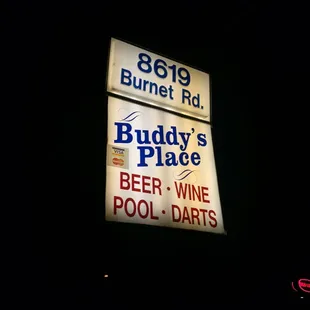 8619
Burnet Rd.
Buddy's
Place
BEER · WINE
POOL · DARTS